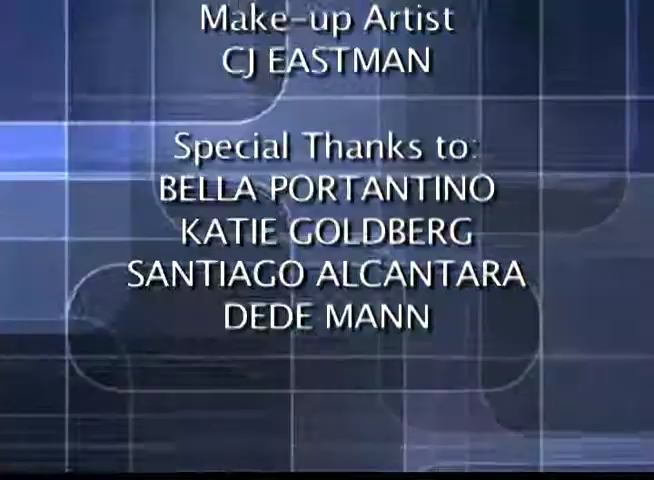 Make-up Artist
CJ EASTMAN
Special Thanks to:
BELLA PORTANTINO
KATIE GOLDBERG
SANTIAGO ALCANTARA
DEDE MANN